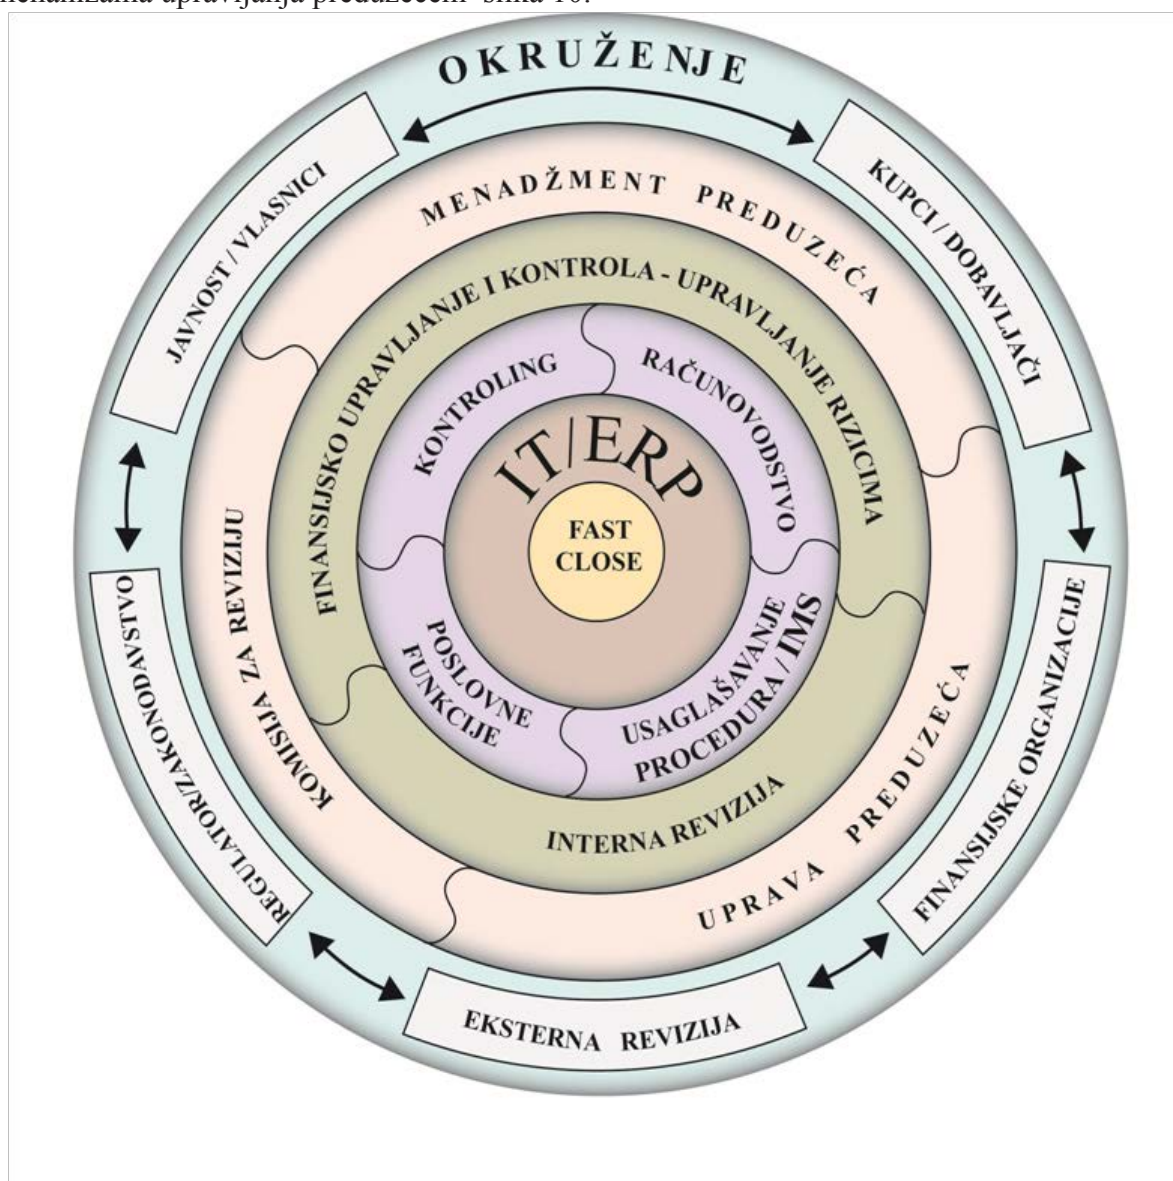 mehanizama upravljanja preduzećem- slika 10.
OKRUŽENJE
JAVNOST / VLASNICI
KUPCI / DOBAVLJAČI
MENADŽMENT PREDUZEĆA
FINANSIJSKO UPRAVLJANJE I KONTROLA - UPRAVLJANJE RIZICIMA
KONTROLING
RAČUNOVODSTVO
IT/ERP
FAST
CLOSE
POSLOVNE
FUNKCIJE
USAGLAŠAVANJE
PROCEDURA / IMS
INTERNA REVIZIJA
KOMISIJA ZA REVIZIJU
UPRAVA PREDUZEĆA
REGULATOR/ZAKONODAVSTVO
FINANSIJSKE ORGANIZACIJE
EKSTERNA REVIZIJA